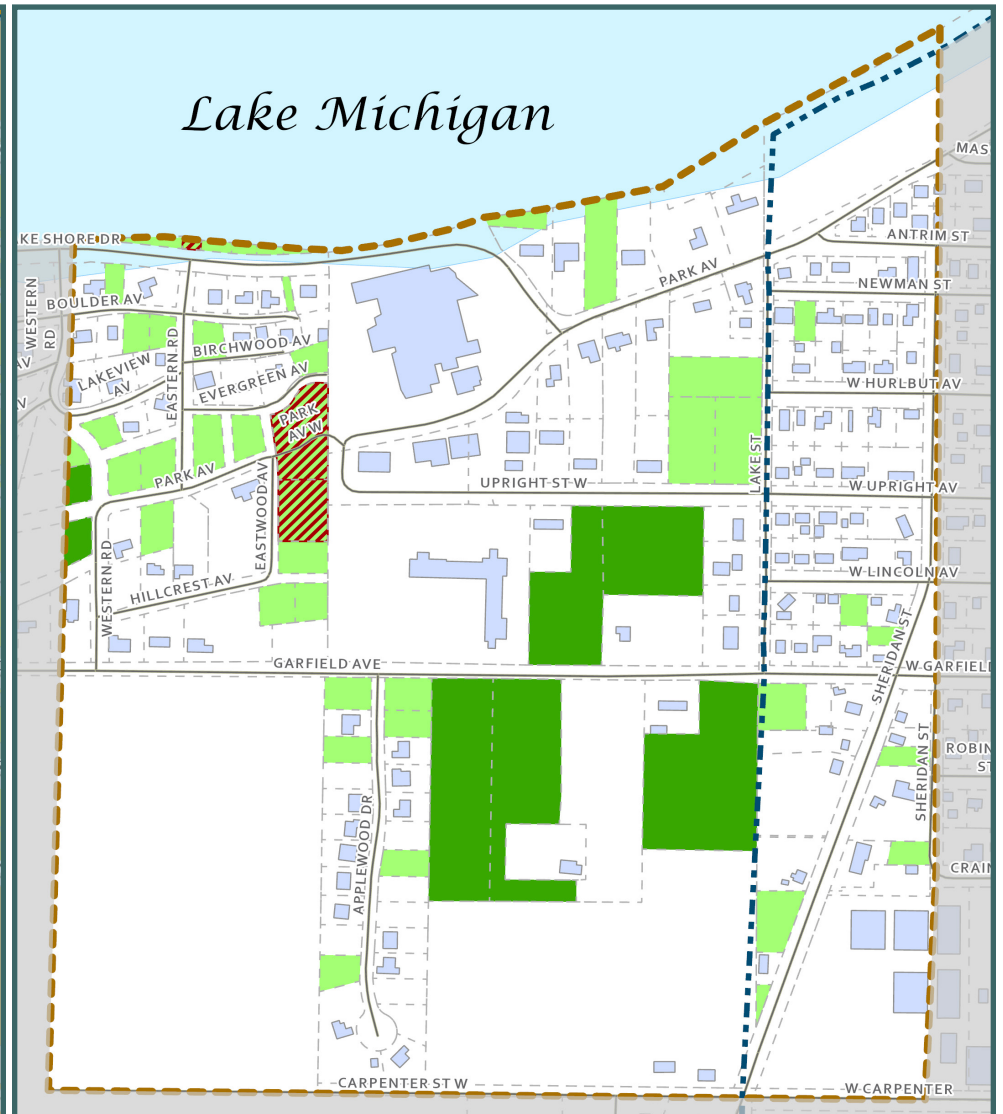 Lake Michigan
MAS
ANTRIM ST
KE SHORE DR
PARK AV
NEWMAN ST
WESTERN
RD
BOULDER AV
EASTERN RD
BIRCHWOOD AV
AV
LAKEVIEW
AV
EVERGREEN AV
W HURLBUT AV
V
PARK
AV W
LAKE ST
PARK AV
UPRIGHT ST W
W UPRIGHT AV
EASTWOOD AV
WESTERN RD
HILLCREST AV
W LINCOLN AV
SHERIDAN ST
GARFIELD AVE
W GARFIEL
SHERIDAN ST
ROBIN
ST
APPLEWOOD DR
CRAIN
CARPENTER ST W
W CARPENTER